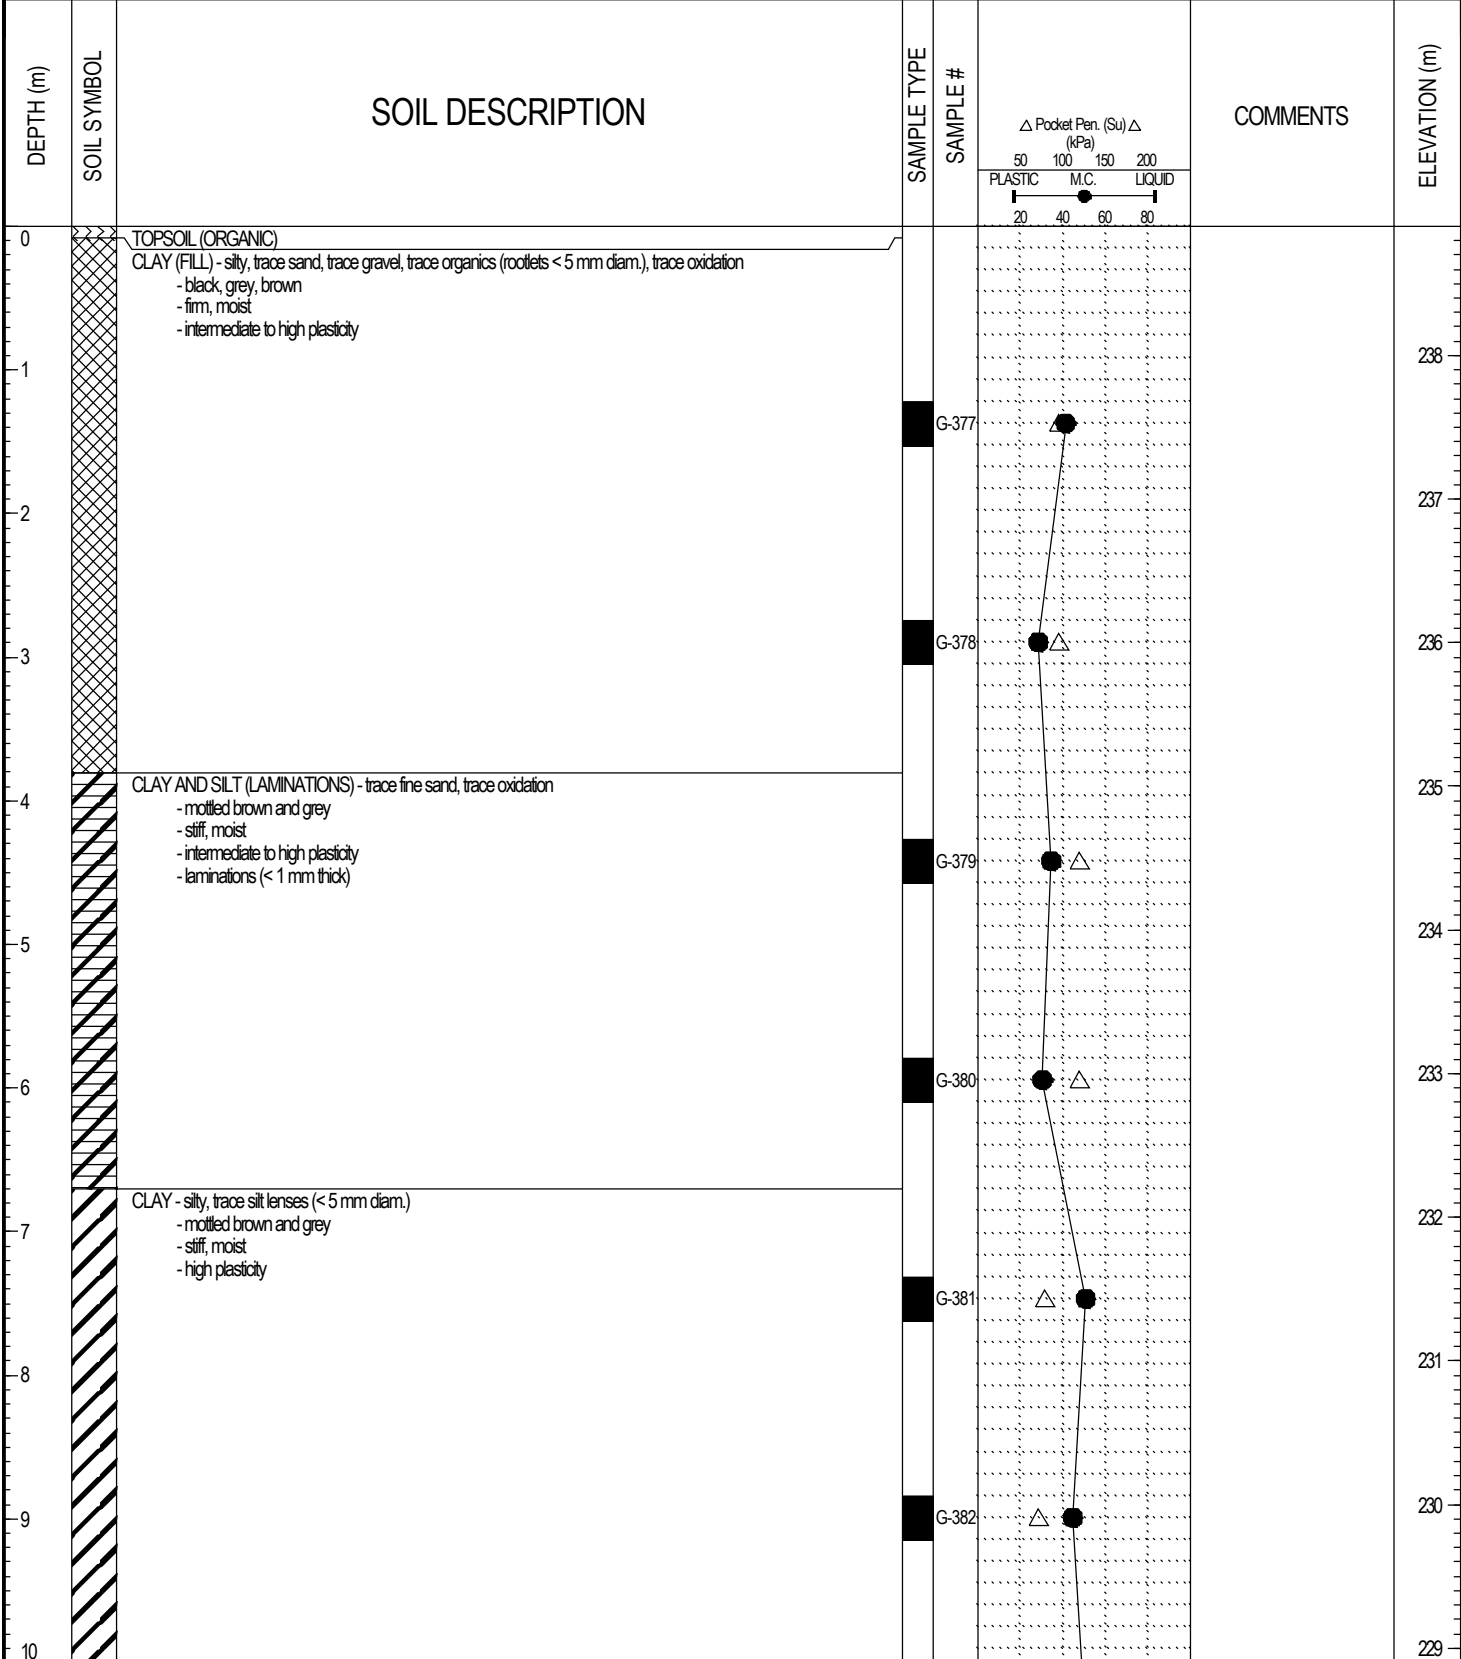 DEPTH (m)
SOIL SYMBOL
SOIL DESCRIPTION
SAMPLE TYPE
SAMPLE #
△ Pocket Pen. (Su) △
(kPa)
50 100 150 200
PLASTIC M.C. LIQUID
20 40 60 80
COMMENTS
ELEVATION (m)
0
TOPSOIL (ORGANIC)
CLAY (FILL) - silty, trace sand, trace gravel, trace organics (rootlets < 5 mm diam.), trace oxidation
- black, grey, brown
- firm, moist
- intermediate to high plasticity
238
1
G-377
237
2
G-378
236
3
CLAY AND SILT (LAMINATIONS) - trace fine sand, trace oxidation
235
4
- mottled brown and grey
- stiff, moist
- intermediate to high plasticity
G-379
- laminations (< 1 mm thick)
234
5
233
G-380
6
CLAY - silty, trace silt lenses (< 5 mm diam.)
232
- mottled brown and grey
7
- stiff, moist
- high plasticity
G-381
231
8
230
G-382
9
229
10